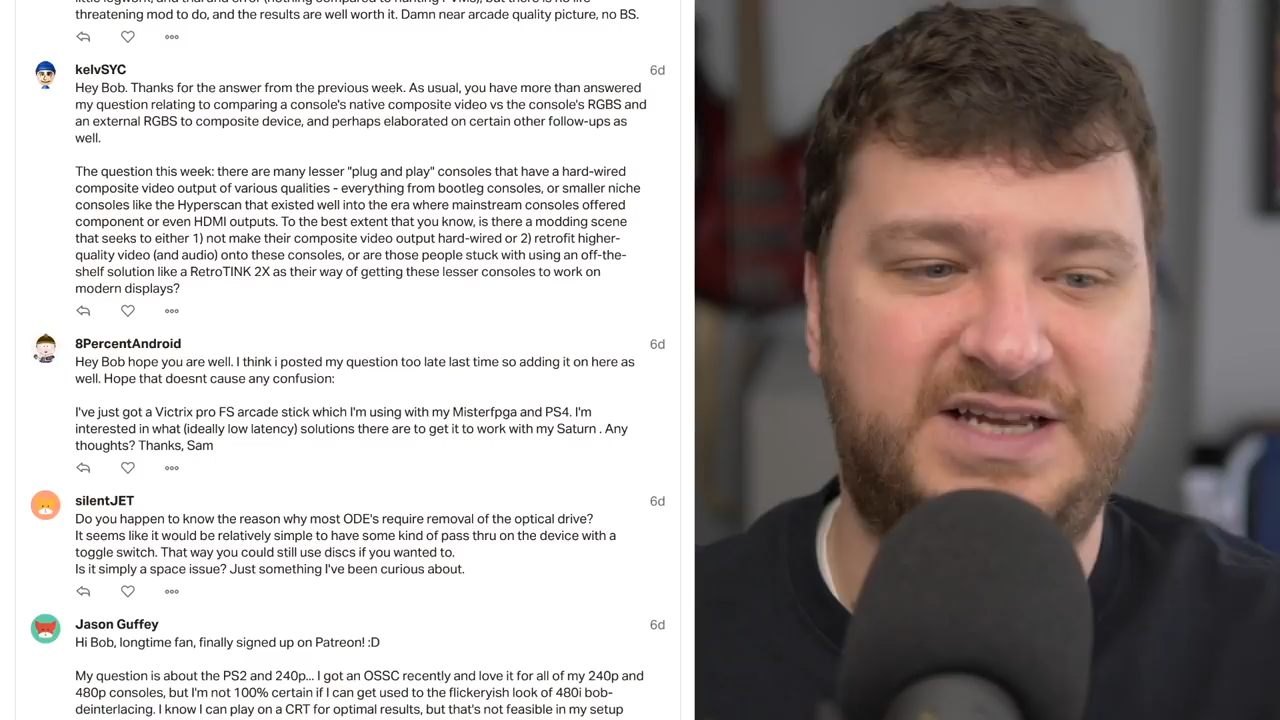 threatening mod to do, and the results are well worth it. Damn near arcade quality picture, no BS.
kelvSYC
6d
Hey Bob. Thanks for the answer from the previous week. As usual, you have more than answered
my question relating to comparing a console's native composite video vs the console's RGBS and
an external RGBS to composite device, and perhaps elaborated on certain other follow-ups as
well.
The question this week: there are many lesser "plug and play" consoles that have a hard-wired
composite video output of various qualities - everything from bootleg consoles, or smaller niche
consoles like the Hyperscan that existed well into the era where mainstream consoles offered
component or even HDMI outputs. To the best extent that you know, is there a modding scene
that seeks to either 1) not make their composite video output hard-wired or 2) retrofit higher-
quality video (and audio) onto these consoles, or are those people stuck with using an off-the-
shelf solution like a RetroTINK 2X as their way of getting these lesser consoles to work on
modern displays?
8PercentAndroid
6d
Hey Bob hope you are well. I think i posted my question too late last time so adding it on here as
well. Hope that doesnt cause any confusion:
I've just got a Victrix pro FS arcade stick which I'm using with my Misterfpga and PS4. I'm
interested in what (ideally low latency) solutions there are to get it to work with my Saturn . Any
thoughts? Thanks, Sam
silentJET
6d
Do you happen to know the reason why most ODE's require removal of the optical drive?
It seems like it would be relatively simple to have some kind of pass thru on the device with a
toggle switch. That way you could still use discs if you wanted to.
Is it simply a space issue? Just something I've been curious about.
Jason Guffey
6d
Hi Bob, longtime fan, finally signed up on Patreon! :D
My question is about the PS2 and 240p... I got an OSSC recently and love it for all of my 240p and
480p consoles, but I'm not 100% certain if I can get used to the flickeryish look of 480i bob-
deinterlacing. I know I can play on a CRT for optimal results, but that's not feasible in my setup